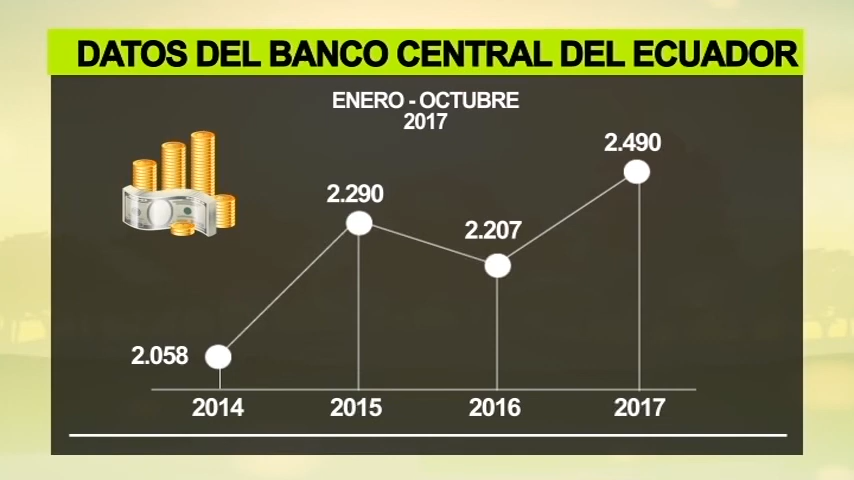 DATOS DEL BANCO CENTRAL DEL ECUADOR
ENERO - OCTUBRE
2017
2.490
2.290
2.207
2.058
2014 2015 2016 2017